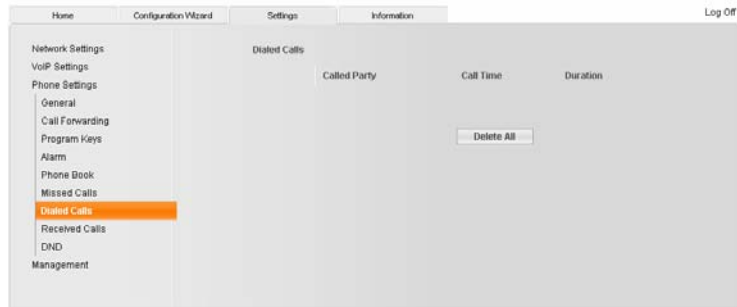 Home Configuration Wizard Settings Information Log Off
Network Settings
VoIP Settings
Phone Settings
General
Call Forwarding
Program Keys
Alarm
Phone Book
Missed Calls
Dialed Calls
Received Calls
DND
Management
Dialed Calls
Called Party Call Time Duration
Delete All